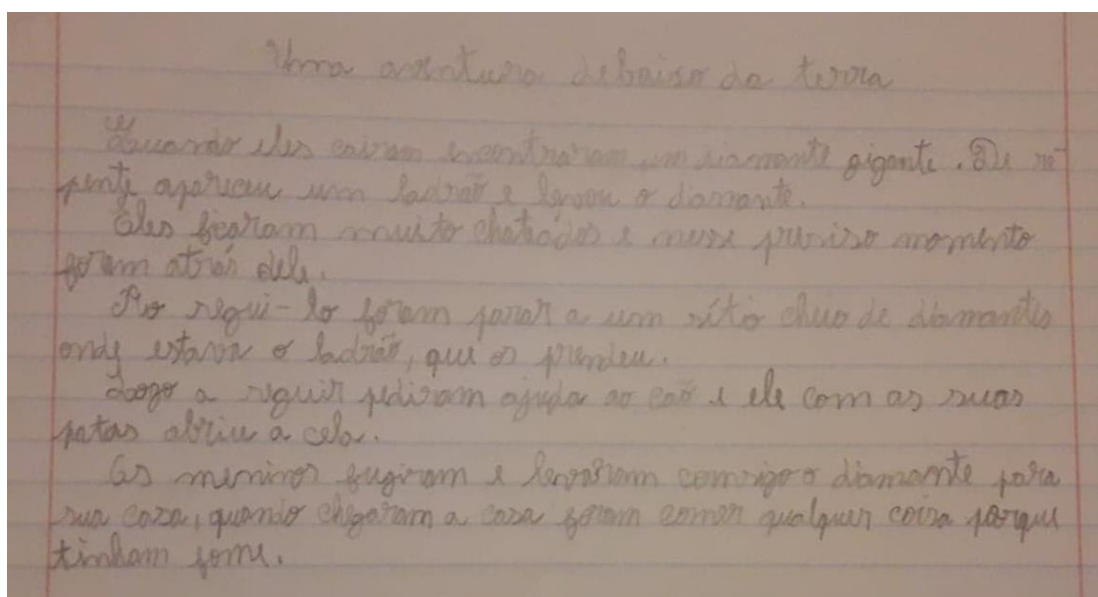 Uma aventura debaixo da terra
Quando eles cairam encontraram um diamante gigante. De re-
pente apareceu um ladrão e levou o diamante.
Eles ficaram muito chateados e nesse preciso momento
foram atrás dele.
Ao segui-lo foram parar a um sítio cheio de diamantes
onde estava o ladrão, que os prendeu.
Logo a seguir pediram ajuda ao cão e ele com as suas
patas abriu a cela.
Os meninos fugiram e levaram comsigo o diamante para
sua casa, quando chegaram a casa foram comer qualquer coisa porque
tinham fome.